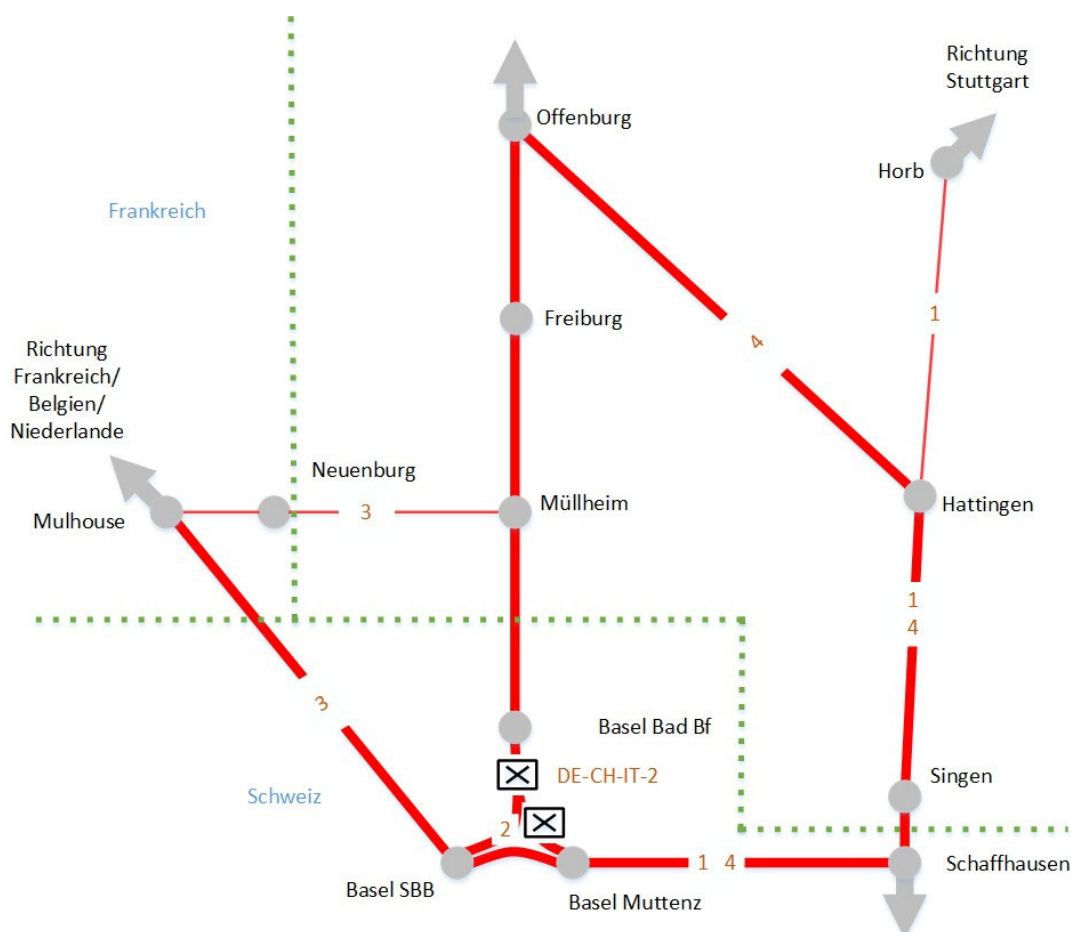 Richtung
Stuttgart
Offenburg
Horb
Frankreich
1
Freiburg
4
Richtung
Frankreich/
Belgien/
Niederlande
Neuenburg
Mulhouse
3
Müllheim
Hattingen
1
4
3
Basel Bad Bf
DE-CH-IT-2
Singen
Schweiz
2
Basel SBB
1 4
Schaffhausen
Basel Muttenz